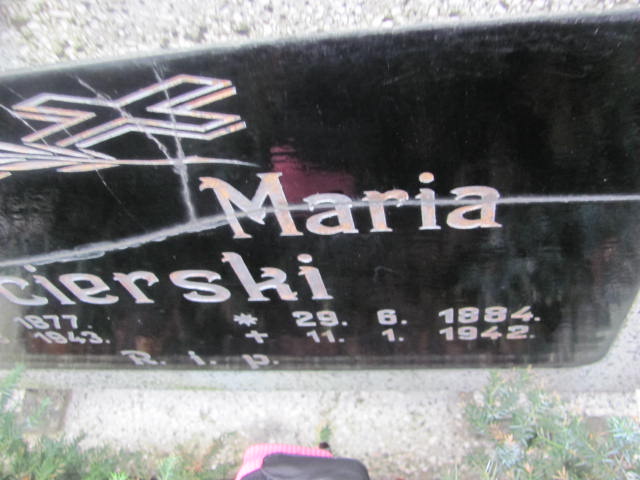 Maria
cierski
1877. * 29. 6. 1884.
. 1943. + 11. 1. 1942.
R. i. p.